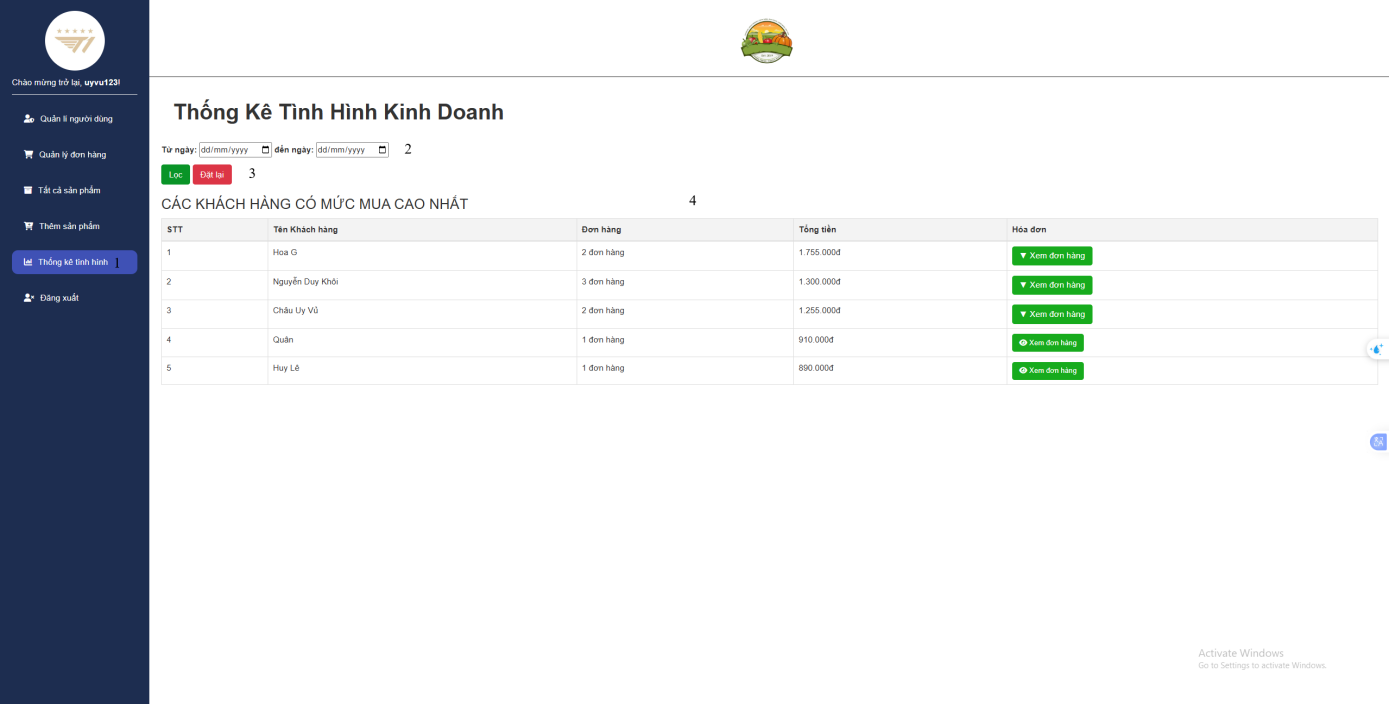 Chào mừng trở lại, uyvu123!
Quản lí người dùng
Quản lý đơn hàng
Tất cả sản phẩm
Thêm sản phẩm
Thống kê tình hình 1
Đăng xuất
Thống Kê Tình Hình Kinh Doanh
Từ ngày: dd/mm/yyyy đến ngày: dd/mm/yyyy 2
Lọc Đặt lại 3
CÁC KHÁCH HÀNG CÓ MỨC MUA CAO NHẤT 4
STT Tên Khách hàng Đơn hàng Tổng tiền Hóa đơn
1 Hoa G 2 đơn hàng 1.755.000đ ▼ Xem đơn hàng
2 Nguyễn Duy Khôi 3 đơn hàng 1.300.000đ ▼ Xem đơn hàng
3 Châu Uy Vũ 2 đơn hàng 1.255.000đ ▼ Xem đơn hàng
4 Quân 1 đơn hàng 910.000đ Xem đơn hàng
5 Huy Lê 1 đơn hàng 890.000đ Xem đơn hàng
Activate Windows
Go to Settings to activate Windows.